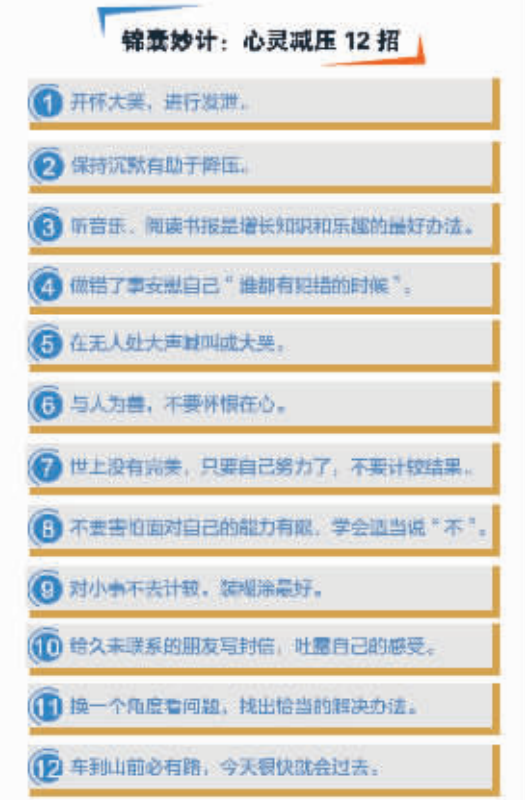 锦囊妙计：心灵减压 12 招
1 开怀大笑，进行发泄。
2 保持沉默有助于降压。
3 听音乐、阅读书报是增长知识和乐趣的最好办法。
4 做错了事安慰自己“谁都有犯错的时候”。
5 在无人处大声喊叫或大哭。
6 与人为善，不要怀恨在心。
7 世上没有完美，只要自己努力了，不要计较结果。
8 不要害怕面对自己的能力有限，学会适当说“不”。
9 对小事不去计较，装糊涂最好。
10 给久未联系的朋友写封信，吐露自己的感受。
11 换一个角度看问题，找出恰当的解决办法。
12 车到山前必有路，今天很快就会过去。